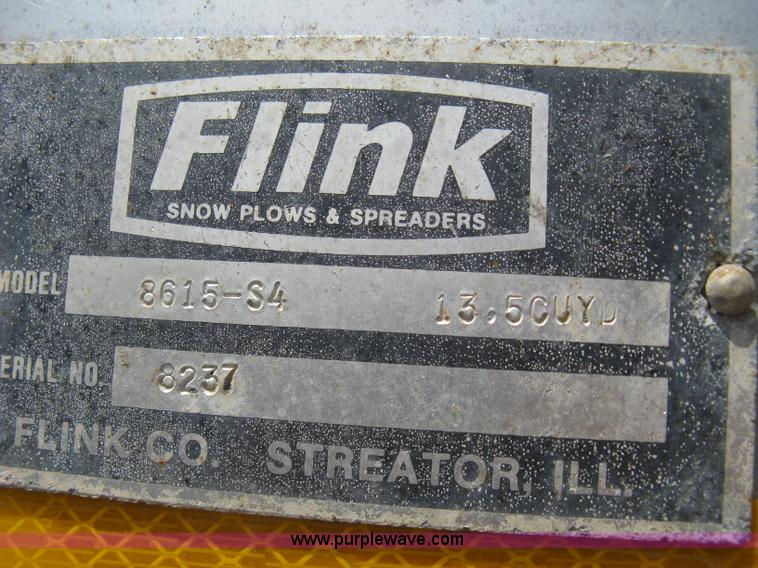 Flink
SNOW PLOWS & SPREADERS
MODEL 8615-S4 13.5CUYD
ERIAL NO. 8237
FLINK CO. STREATOR, ILL.
www.purplewave.com